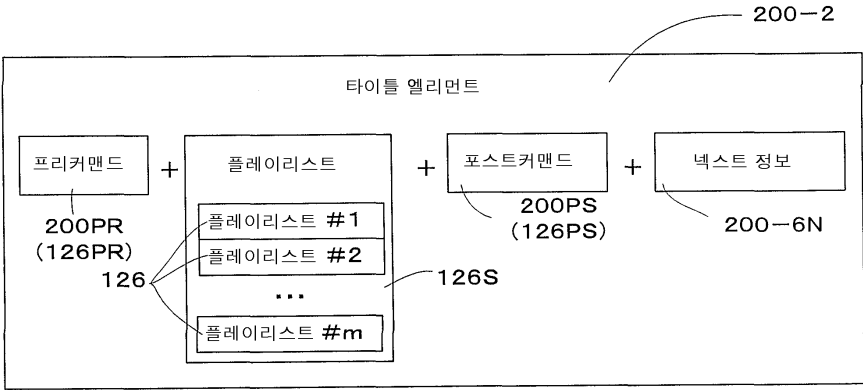 200-2
타이틀 엘리먼트
프리커맨드 + 플레이리스트 + 포스트커맨드 + 넥스트 정보
200PR
(126PR)
200PS
(126PS)
200-6N
플레이리스트 #1
126
플레이리스트 #2
126S
...
플레이리스트 #m